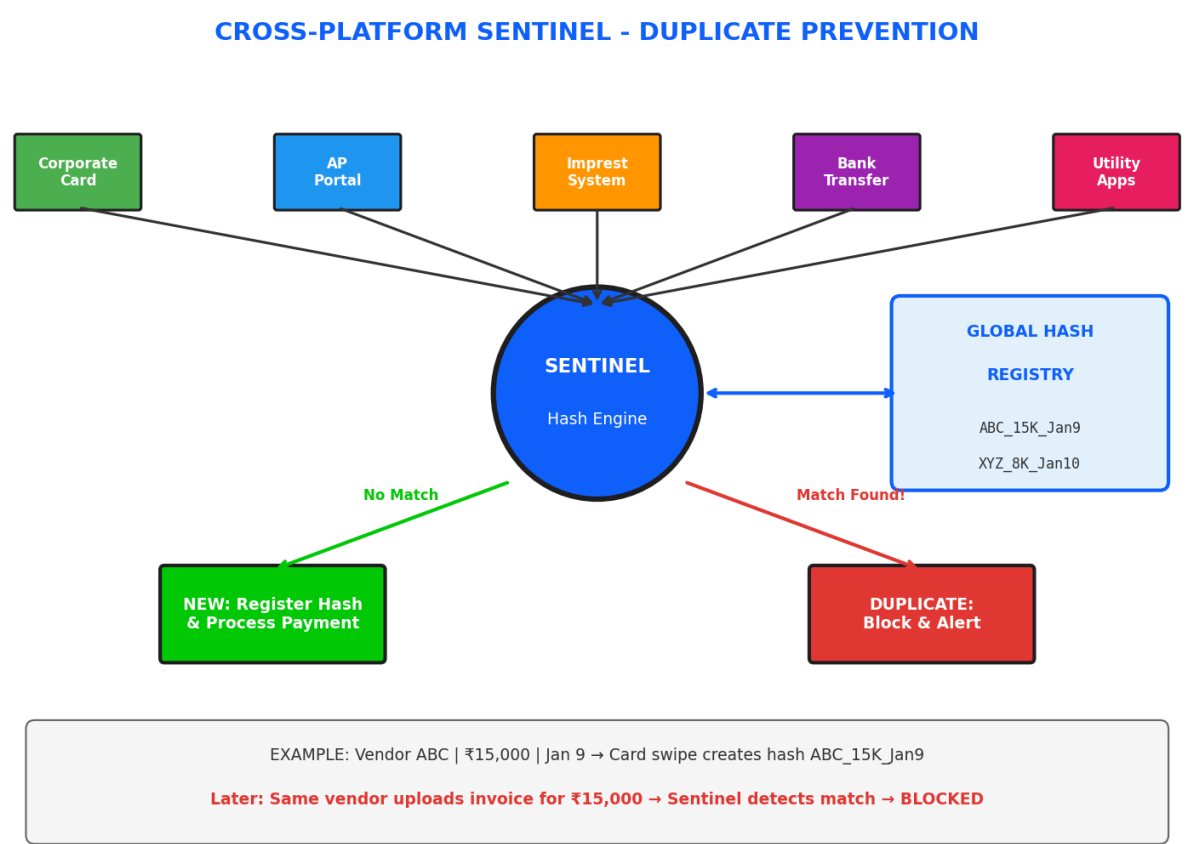 CROSS-PLATFORM SENTINEL - DUPLICATE PREVENTION
Corporate
Card
AP
Portal
Imprest
System
Bank
Transfer
Utility
Apps
SENTINEL
Hash Engine
GLOBAL HASH
REGISTRY
ABC_15K_Jan9
XYZ_8K_Jan10
No Match
Match Found!
NEW: Register Hash
& Process Payment
DUPLICATE:
Block & Alert
EXAMPLE: Vendor ABC | ₹15,000 | Jan 9 → Card swipe creates hash ABC_15K_Jan9
Later: Same vendor uploads invoice for ₹15,000 → Sentinel detects match → BLOCKED